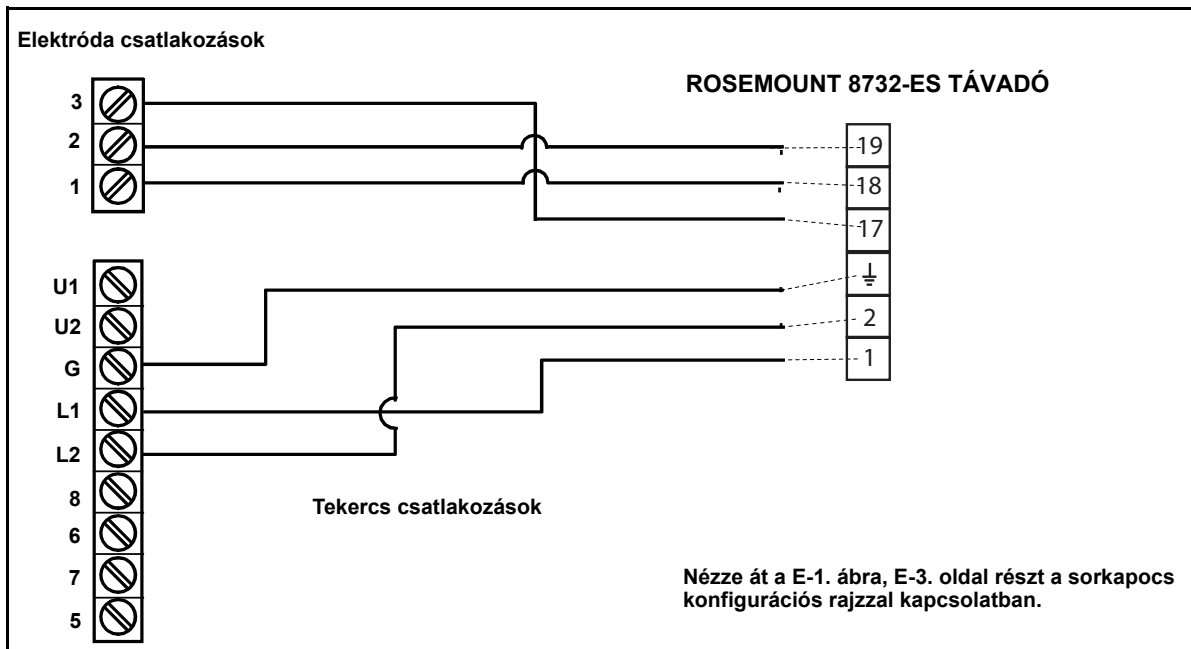 Elektróda csatlakozások
ROSEMOUNT 8732-ES TÁVADÓ
3
2
1
19
18
17
2
1
U1
U2
G
L1
L2
8
6
7
5
Tekercs csatlakozások
Nézze át a E-1. ábra, E-3. oldal részt a sorkapocs
konfigurációs rajzzal kapcsolatban.